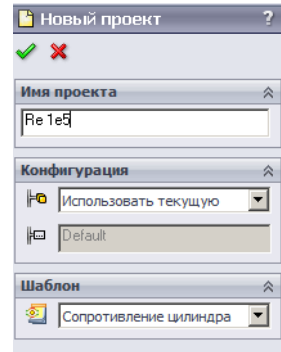 Новый проект ?
Имя проекта
Re 1e5
Конфигурация
Использовать текущую
Default
Шаблон
Сопротивление цилиндра